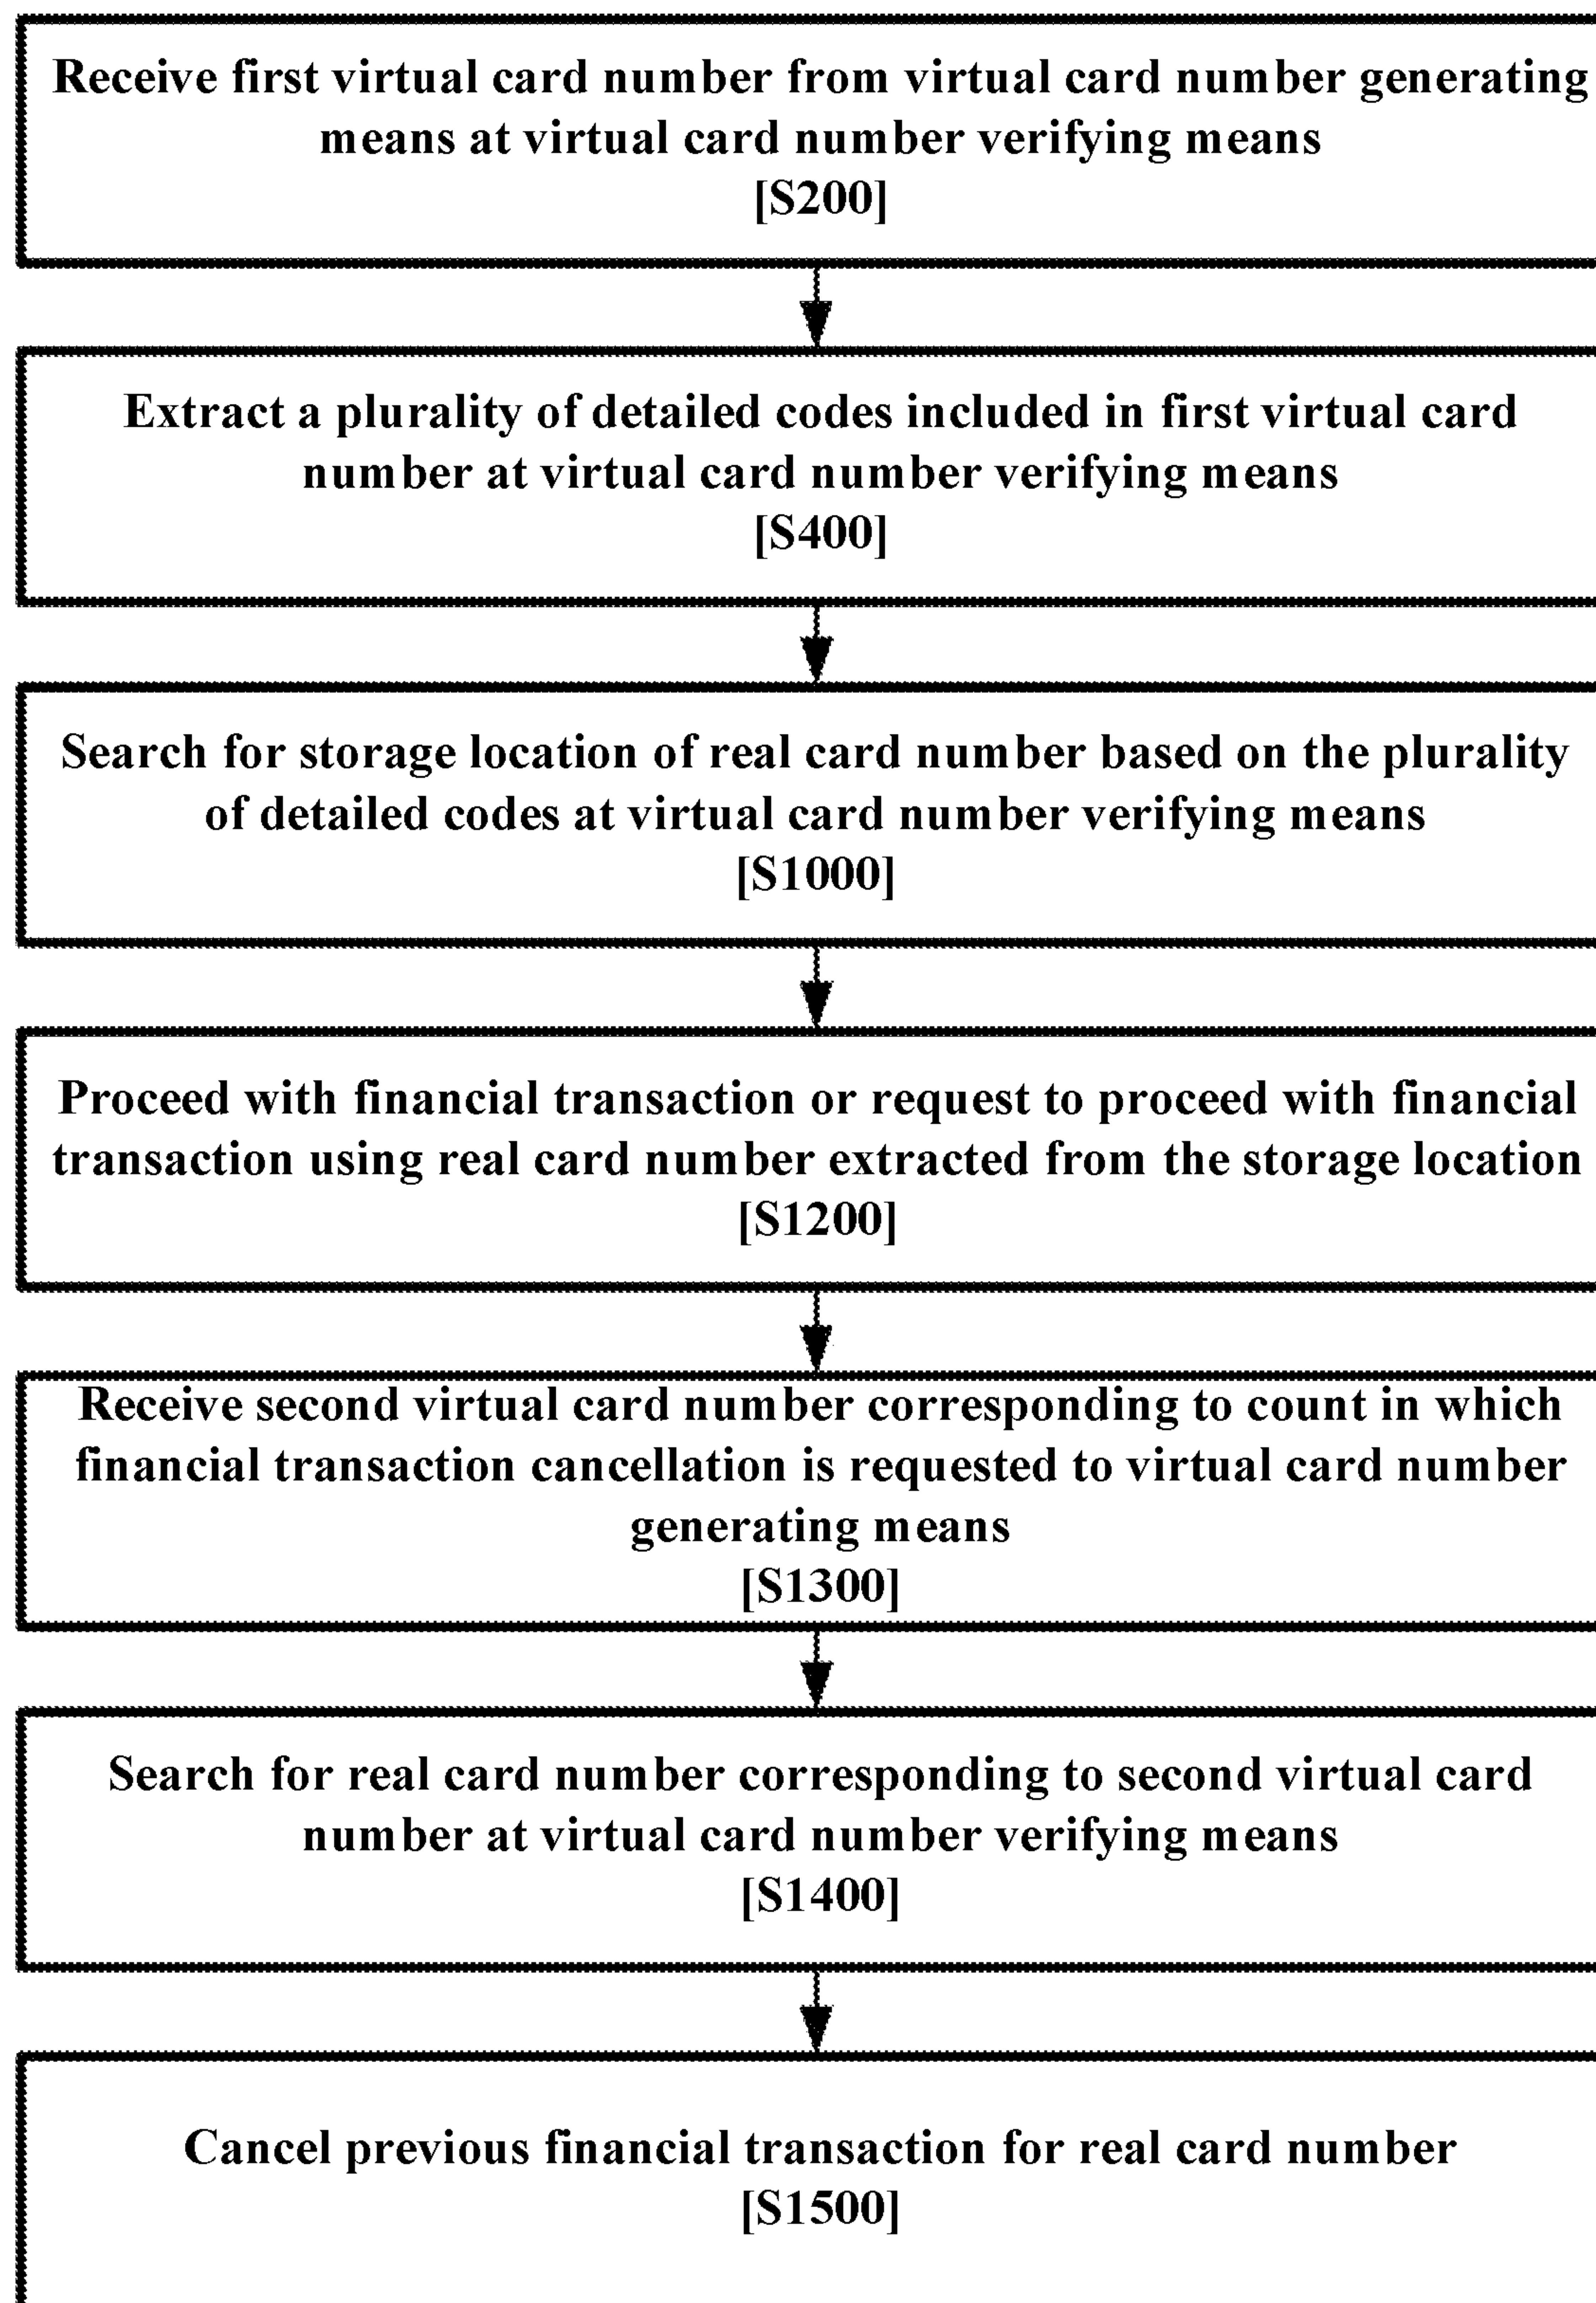 Receive first virtual card number from virtual card number generating
means at virtual card number verifying means
[S200]
Extract a plurality of detailed codes included in first virtual card
number at virtual card number verifying means
[S400]
Search for storage location of real card number based on the plurality
of detailed codes at virtual card number verifying means
[S1000]
Proceed with financial transaction or request to proceed with financial
transaction using real card number extracted from the storage location
[S1200]
Receive second virtual card number corresponding to count in which
financial transaction cancellation is requested to virtual card number
generating means
[S1300]
Search for real card number corresponding to second virtual card
number at virtual card number verifying means
[S1400]
Cancel previous financial transaction for real card number
[S1500]